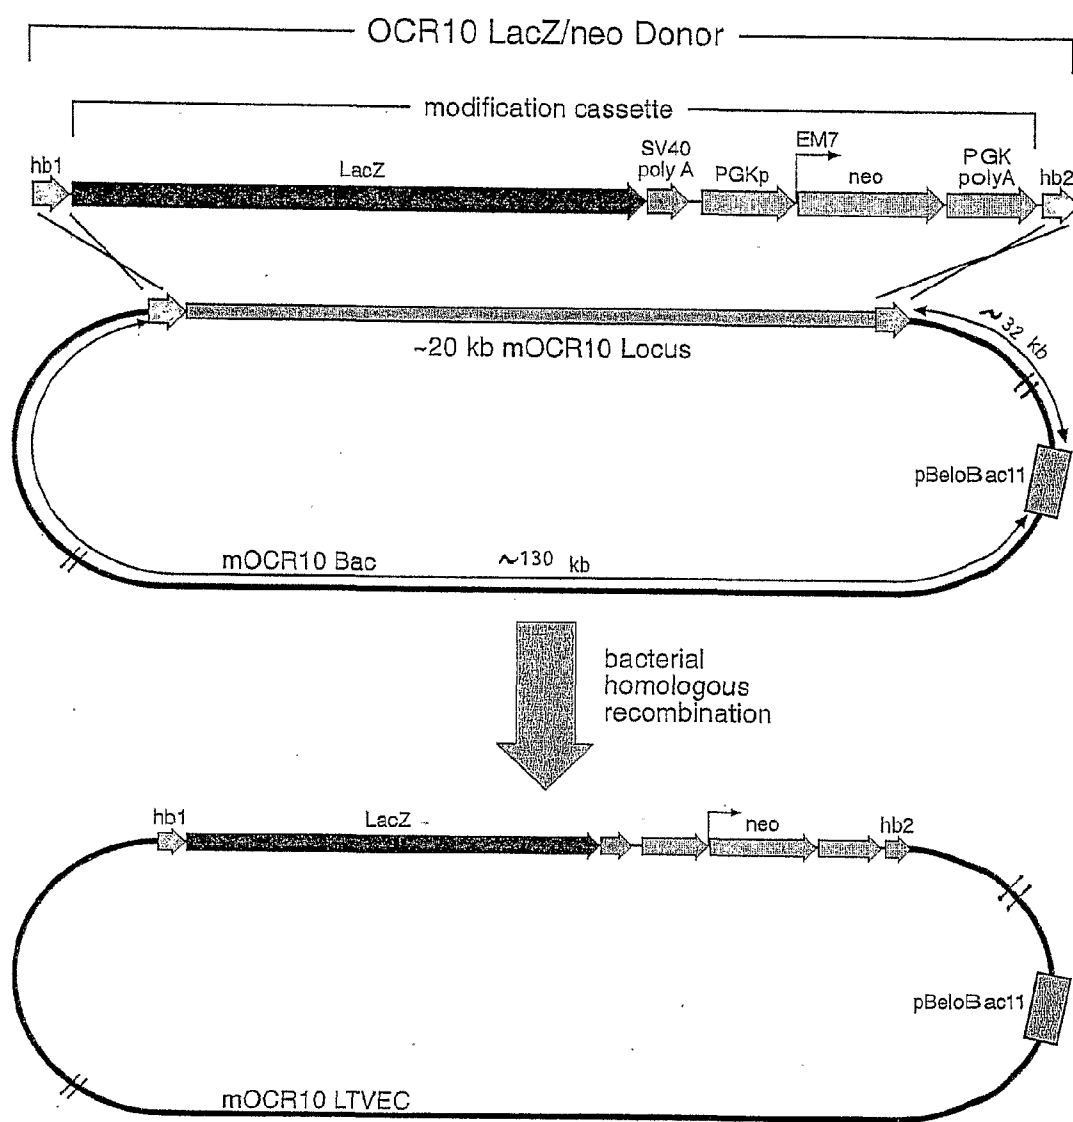 OCR10 LacZ/neo Donor
modification cassette
hb1
LacZ
SV40
poly A
PGKp
EM7
neo
PGK
polyA
hb2
~20 kb mOCR10 Locus
~32 kb
pBeloBac11
mOCR10 Bac
~130 kb
bacterial
homologous
recombination
hb1
LacZ
neo
hb2
pBeloBac11
mOCR10 LTVEC